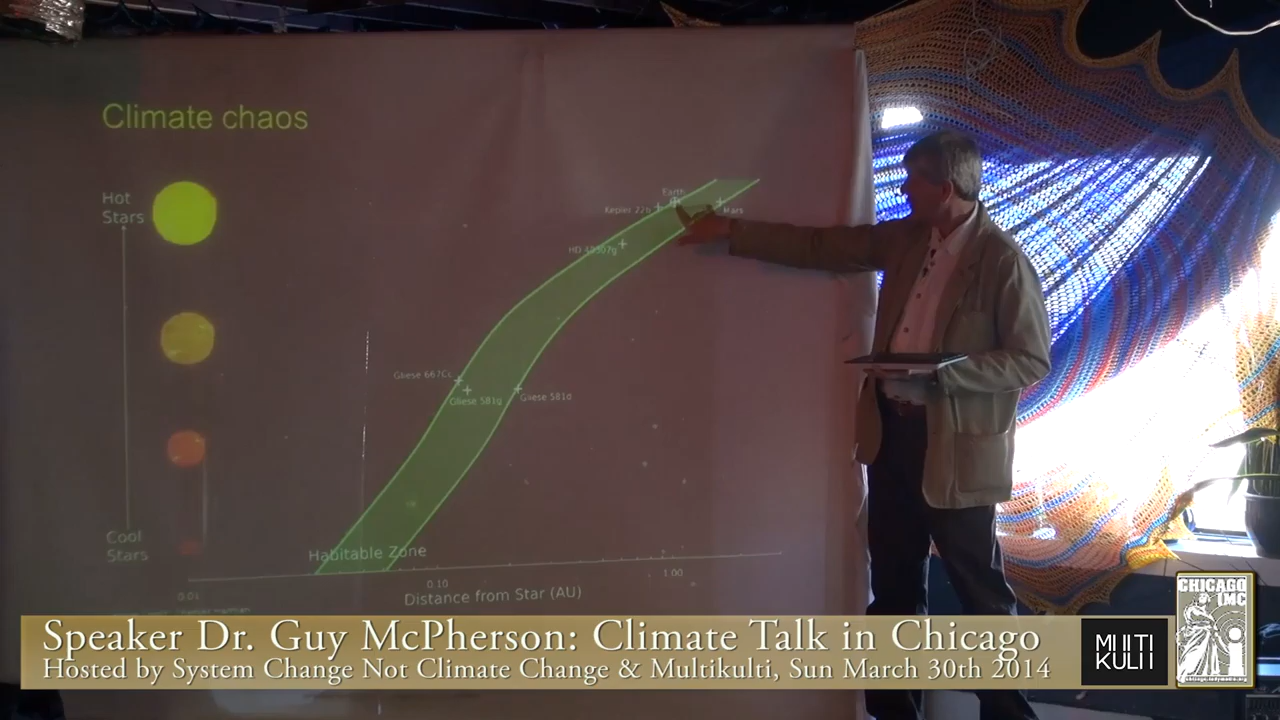 Climate chaos
Hot
Stars
Earth
Kepler 22b
Mars
HD 40307g
Gliese 667Cc
Gliese 581g
Gliese 581d
Cool
Stars
Habitable Zone
0.01
0.10
1.00
Distance from Star (AU)
Speaker Dr. Guy McPherson: Climate Talk in Chicago
Hosted by System Change Not Climate Change & Multikulti, Sun March 30th 2014
MULTI
KULTI
CHICAGO
IMC